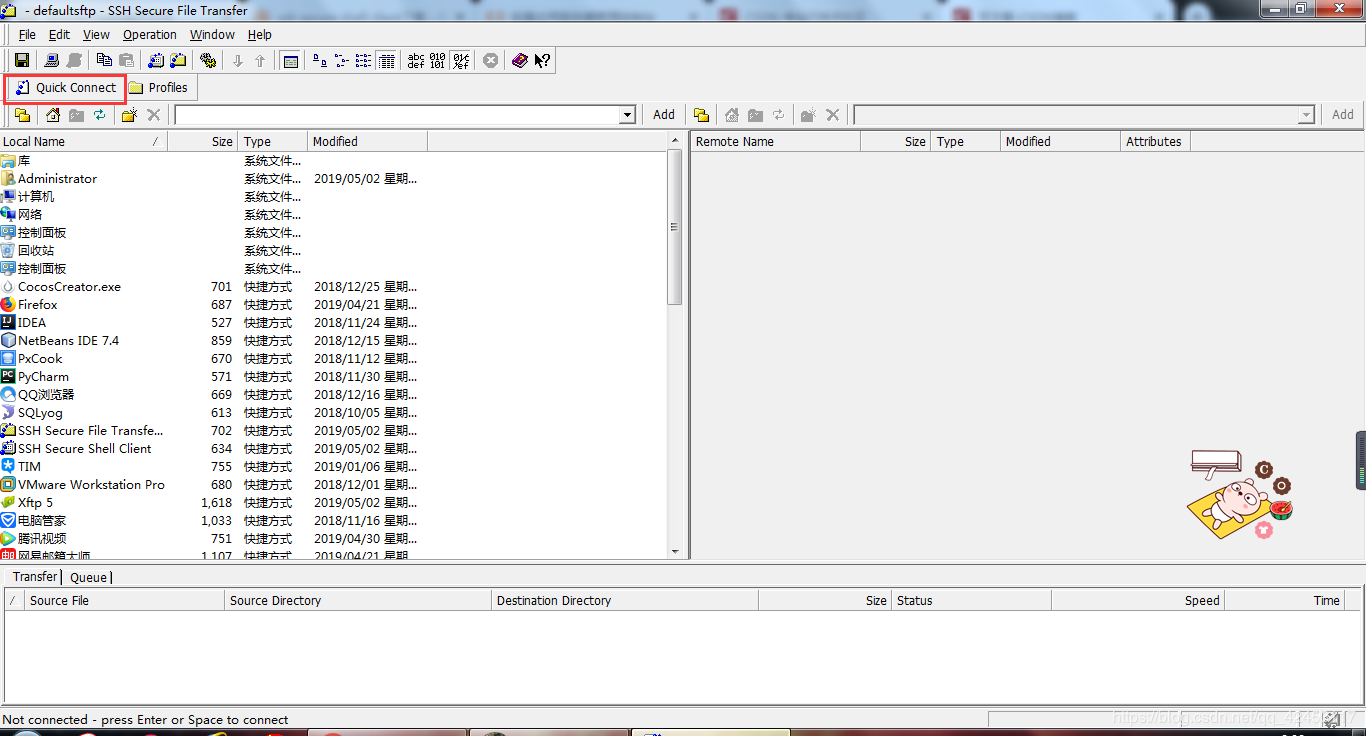 - defaultsftp - SSH Secure File Transfer
File Edit View Operation Window Help
abc def 010 101
Quick Connect Profiles
Add Add
Local Name / Size Type Modified
Remote Name Size Type Modified Attributes
库 系统文件...
Administrator 系统文件... 2019/05/02 星期...
计算机 系统文件...
网络 系统文件...
控制面板 系统文件...
回收站 系统文件...
控制面板 系统文件...
CocosCreator.exe 701 快捷方式 2018/12/25 星期...
Firefox 687 快捷方式 2019/04/21 星期...
IDEA 527 快捷方式 2018/11/24 星期...
NetBeans IDE 7.4 859 快捷方式 2018/12/15 星期...
PxCook 670 快捷方式 2018/11/12 星期...
PyCharm 571 快捷方式 2018/11/30 星期...
QQ浏览器 669 快捷方式 2018/12/16 星期...
SQLyog 613 快捷方式 2018/10/05 星期...
SSH Secure File Transfe... 702 快捷方式 2019/05/02 星期...
SSH Secure Shell Client 634 快捷方式 2019/05/02 星期...
TIM 755 快捷方式 2019/01/06 星期...
VMware Workstation Pro 680 快捷方式 2018/12/01 星期...
Xftp 5 1,618 快捷方式 2019/05/02 星期...
电脑管家 1,033 快捷方式 2018/11/16 星期...
腾讯视频 751 快捷方式 2019/04/30 星期...
网易邮箱大师 1,107 快捷方式 2019/04/21 星期
C
O
Transfer Queue
/ Source File Source Directory Destination Directory Size Status Speed Time
Not connected - press Enter or Space to connect